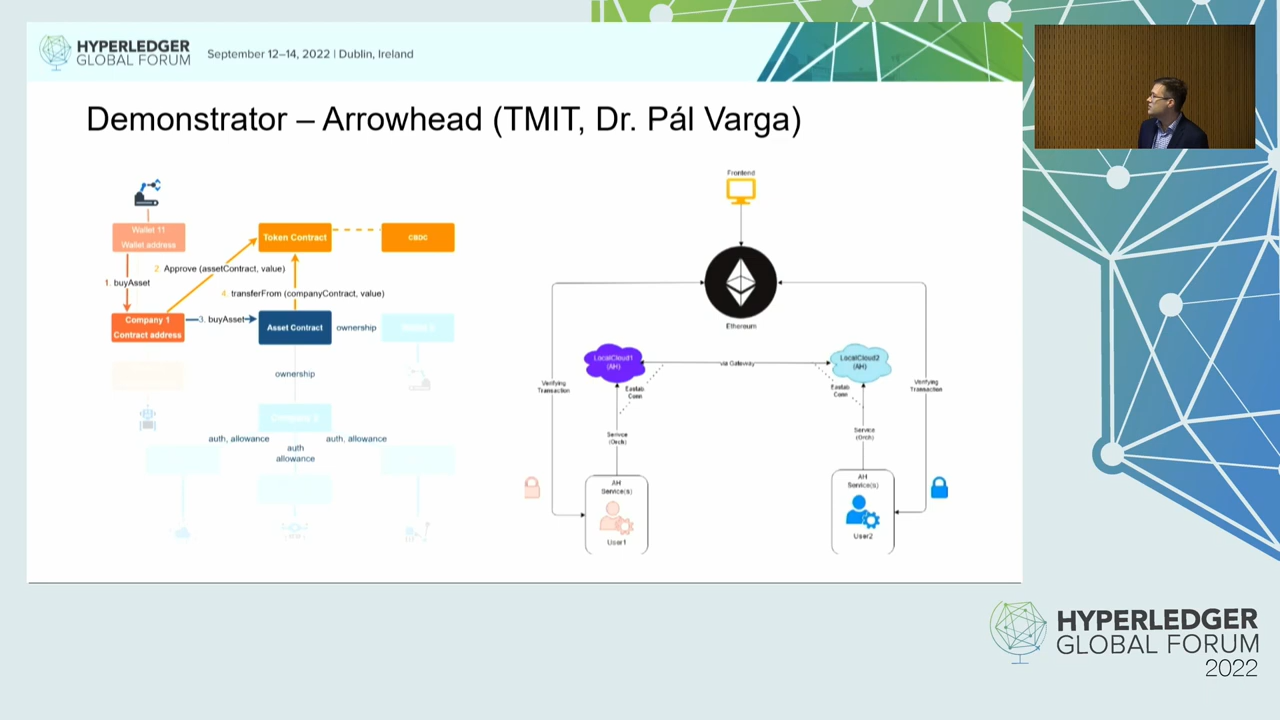 HYPERLEDGER
GLOBAL FORUM
September 12–14, 2022 | Dublin, Ireland
Demonstrator – Arrowhead (TMIT, Dr. Pál Varga)
Wallet 11
Wallet address
Token Contract
CBDC
2. Approve (assetContract, value)
1. buyAsset
4. transferFrom (companyContract, value)
Company 1
Contract address
3. buyAsset
Asset Contract
ownership
ownership
auth, allowance
auth, allowance
auth
allowance
Frontend
Ethereum
LocalCloud1
(AH)
via Gateway
LocalCloud2
(AH)
Verifying
Transaction
Establ.
Conn
Establ.
Conn
Verifying
Transaction
Service
(Orch)
Service
(Orch)
AH
Service(s)
User1
AH
Service(s)
User2
HYPERLEDGER
GLOBAL FORUM
2022